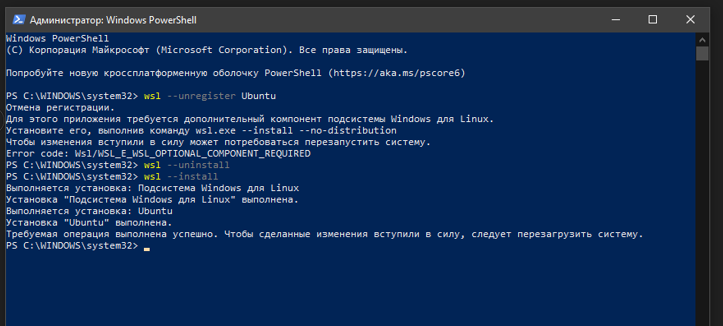 Администратор: Windows PowerShell
Windows PowerShell
(C) Корпорация Майкрософт (Microsoft Corporation). Все права защищены.
Попробуйте новую кроссплатформенную оболочку PowerShell (https://aka.ms/pscore6)
PS C:\WINDOWS\system32> wsl --unregister Ubuntu
Отмена регистрации.
Для этого приложения требуется дополнительный компонент подсистемы Windows для Linux.
Установите его, выполнив команду wsl.exe --install --no-distribution
Чтобы изменения вступили в силу может потребоваться перезапустить систему.
Error code: Wsl/WSL_E_WSL_OPTIONAL_COMPONENT_REQUIRED
PS C:\WINDOWS\system32> wsl --uninstall
PS C:\WINDOWS\system32> wsl --install
Выполняется установка: Подсистема Windows для Linux
Установка "Подсистема Windows для Linux" выполнена.
Выполняется установка: Ubuntu
Установка "Ubuntu" выполнена.
Требуемая операция выполнена успешно. Чтобы сделанные изменения вступили в силу, следует перезагрузить систему.
PS C:\WINDOWS\system32>